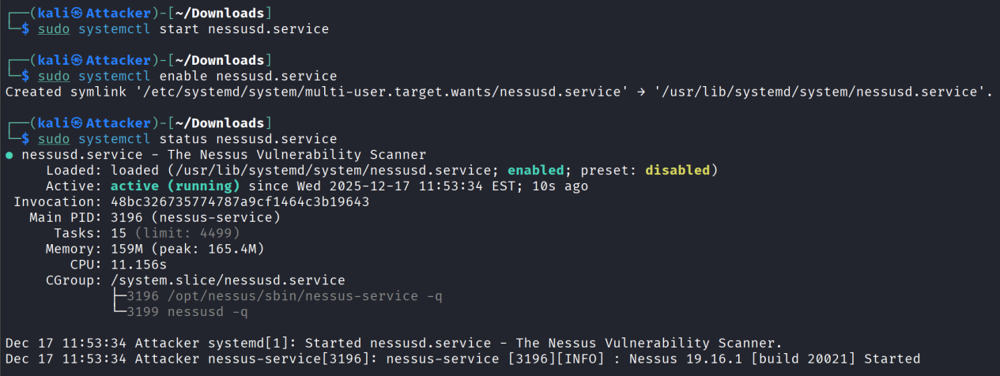 ┌──(kali㉿Attacker)-[~/Downloads]
└─$ sudo systemctl start nessusd.service
┌──(kali㉿Attacker)-[~/Downloads]
└─$ sudo systemctl enable nessusd.service
Created symlink '/etc/systemd/system/multi-user.target.wants/nessusd.service' → '/usr/lib/systemd/system/nessusd.service'.
┌──(kali㉿Attacker)-[~/Downloads]
└─$ sudo systemctl status nessusd.service
● nessusd.service - The Nessus Vulnerability Scanner
Loaded: loaded (/usr/lib/systemd/system/nessusd.service; enabled; preset: disabled)
Active: active (running) since Wed 2025-12-17 11:53:34 EST; 10s ago
Invocation: 48bc326735774787a9cf1464c3b19643
Main PID: 3196 (nessus-service)
Tasks: 15 (limit: 4499)
Memory: 159M (peak: 165.4M)
CPU: 11.156s
CGroup: /system.slice/nessusd.service
├─3196 /opt/nessus/sbin/nessus-service -q
└─3199 nessusd -q
Dec 17 11:53:34 Attacker systemd[1]: Started nessusd.service - The Nessus Vulnerability Scanner.
Dec 17 11:53:34 Attacker nessus-service[3196]: nessus-service [3196][INFO] : Nessus 19.16.1 [build 20021] Started